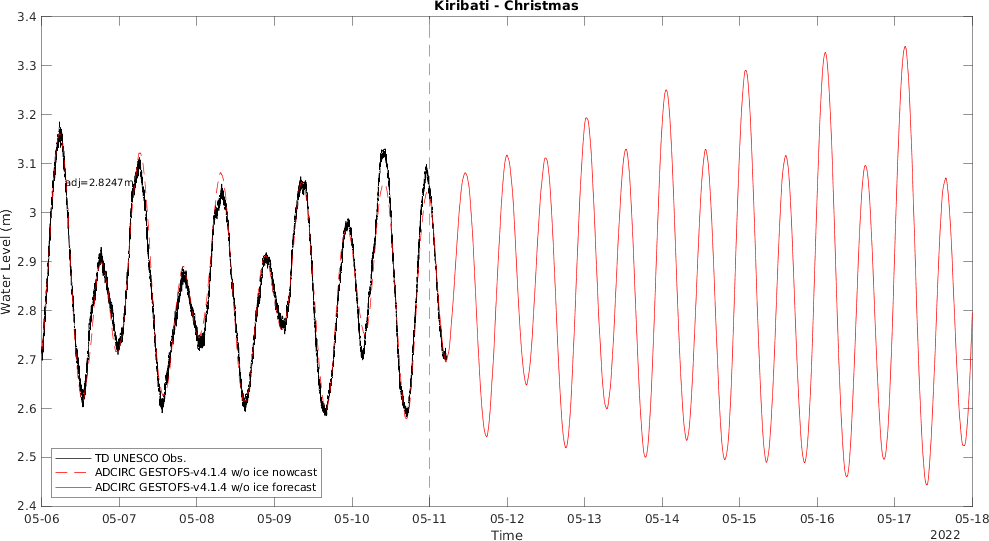 Kiribati - Christmas
3.4
3.3
3.2
3.1
3
2.9
2.8
2.7
2.6
2.5
2.4
Water Level (m)
adj=2.8247m
TD UNESCO Obs.
ADCIRC GESTOFS-v4.1.4 w/o ice nowcast
ADCIRC GESTOFS-v4.1.4 w/o ice forecast
05-06 05-07 05-08 05-09 05-10 05-11 05-12 05-13 05-14 05-15 05-16 05-17 05-18
Time
2022